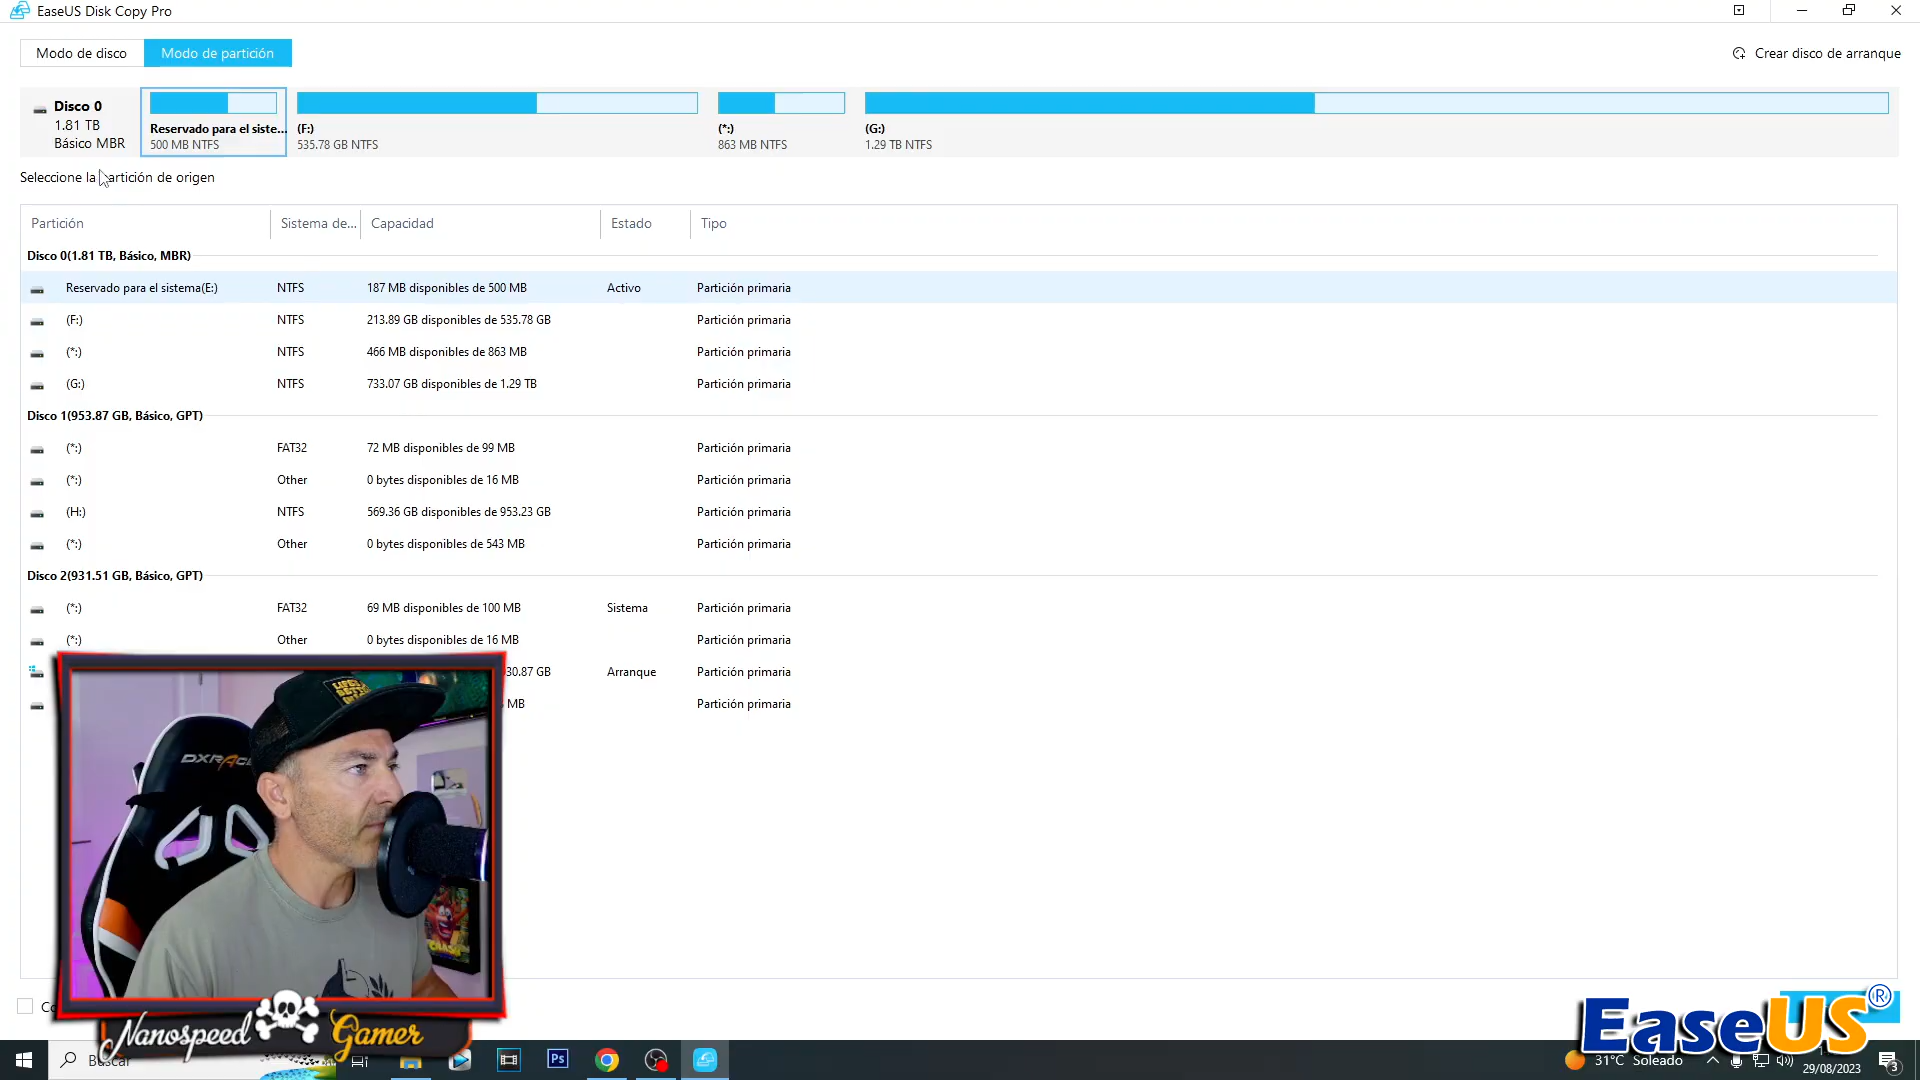 EaseUS Disk Copy Pro
Modo de disco
Modo de partición
Crear disco de arranque
Disco 0
1.81 TB
Básico MBR
Reservado para el siste...
500 MB NTFS
(F:)
535.78 GB NTFS
(*:)
863 MB NTFS
(G:)
1.29 TB NTFS
Seleccione la artición de origen
Partición Sistema de... Capacidad Estado Tipo
Disco 0(1.81 TB, Básico, MBR)
Reservado para el sistema(E:) NTFS 187 MB disponibles de 500 MB Activo Partición primaria
(F:) NTFS 213.89 GB disponibles de 535.78 GB Partición primaria
(*:) NTFS 466 MB disponibles de 863 MB Partición primaria
(G:) NTFS 733.07 GB disponibles de 1.29 TB Partición primaria
Disco 1(953.87 GB, Básico, GPT)
(*:) FAT32 72 MB disponibles de 99 MB Partición primaria
(*:) Other 0 bytes disponibles de 16 MB Partición primaria
(H:) NTFS 569.36 GB disponibles de 953.23 GB Partición primaria
(*:) Other 0 bytes disponibles de 543 MB Partición primaria
Disco 2(931.51 GB, Básico, GPT)
(*:) FAT32 69 MB disponibles de 100 MB Sistema Partición primaria
(*:) Other 0 bytes disponibles de 16 MB Partición primaria
30.87 GB Arranque Partición primaria
MB Partición primaria
DXRACE
CRASH
Nanospeed Gamer
EaseUS®
Buscar
Ps
31°C Soleado
29/08/2023
3